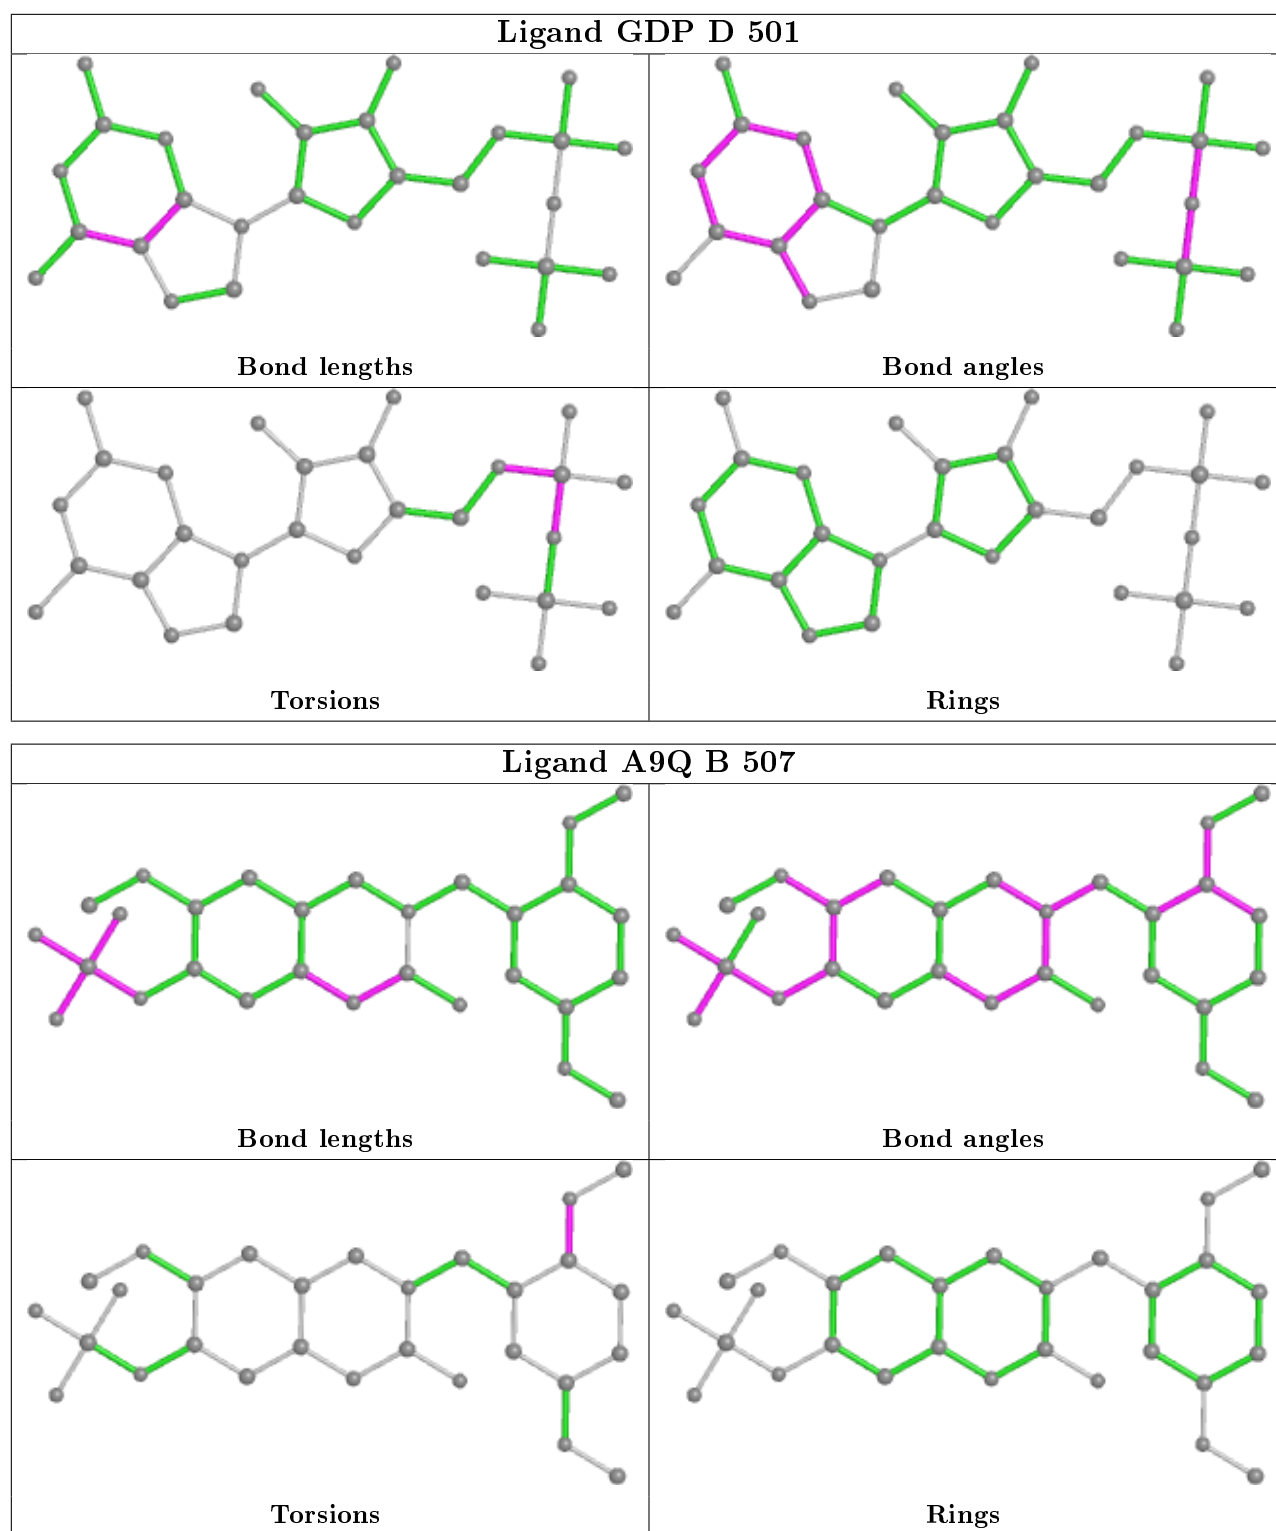 Ligand GDP D 501
Bond lengths
Bond angles
Torsions
Rings
Ligand A9Q B 507
Bond lengths
Bond angles
Torsions
Rings